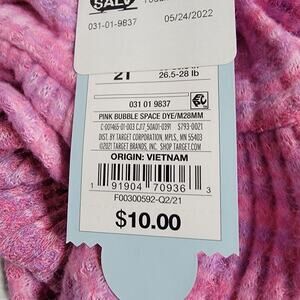 SALV
031-01-9837
05/24/2022
2T
26.5-28 lb
031 01 9837
PINK BUBBLE SPACE DYE/M28MM
DIST. BY TARGET CORPORATION, MPLS., MN 55403
©2021 TARGET BRANDS, INC. SHOP TARGET.COM
ORIGIN: VIETNAM
1 91904 70936 3
F00300592-Q2/21
$10.00